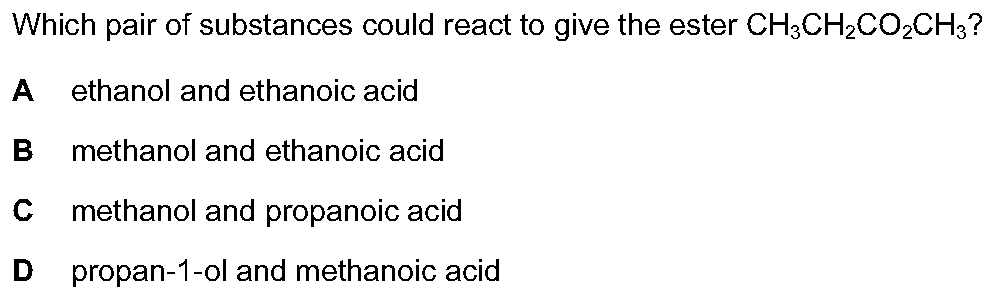 Which pair of substances could react to give the ester CH₃CH₂CO₂CH₃?
A ethanol and ethanoic acid
B methanol and ethanoic acid
C methanol and propanoic acid
D propan-1-ol and methanoic acid